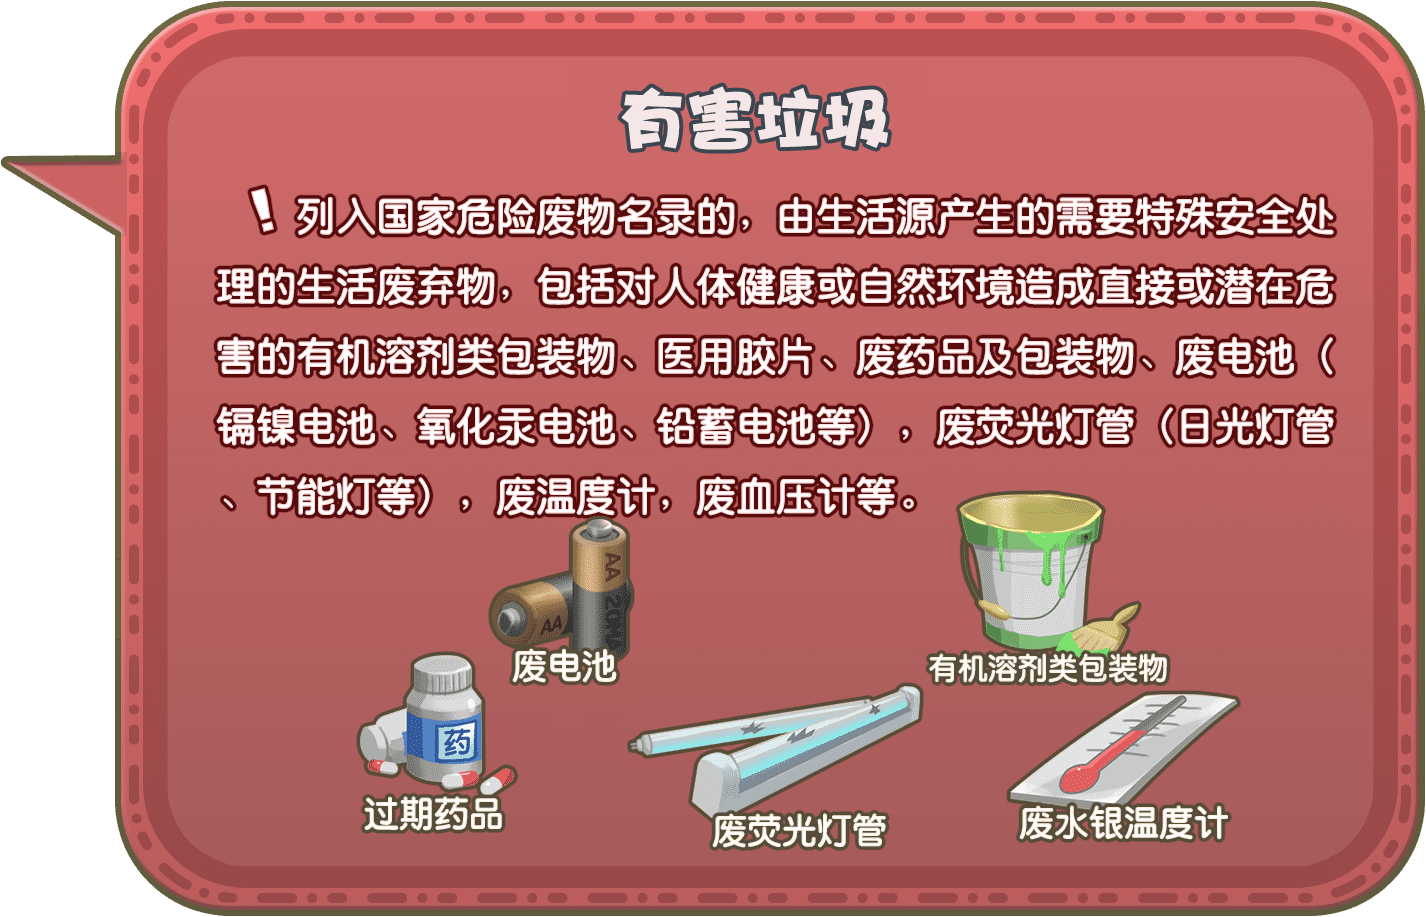 有害垃圾
! 列入国家危险废物名录的，由生活源产生的需要特殊安全处
理的生活废弃物，包括对人体健康或自然环境造成直接或潜在危
害的有机溶剂类包装物、医用胶片、废药品及包装物、废电池（
镉镍电池、氧化汞电池、铅蓄电池等），废荧光灯管（日光灯管
、节能灯等），废温度计，废血压计等。
AA
AA
废电池
有机溶剂类包装物
药
过期药品
废荧光灯管
废水银温度计